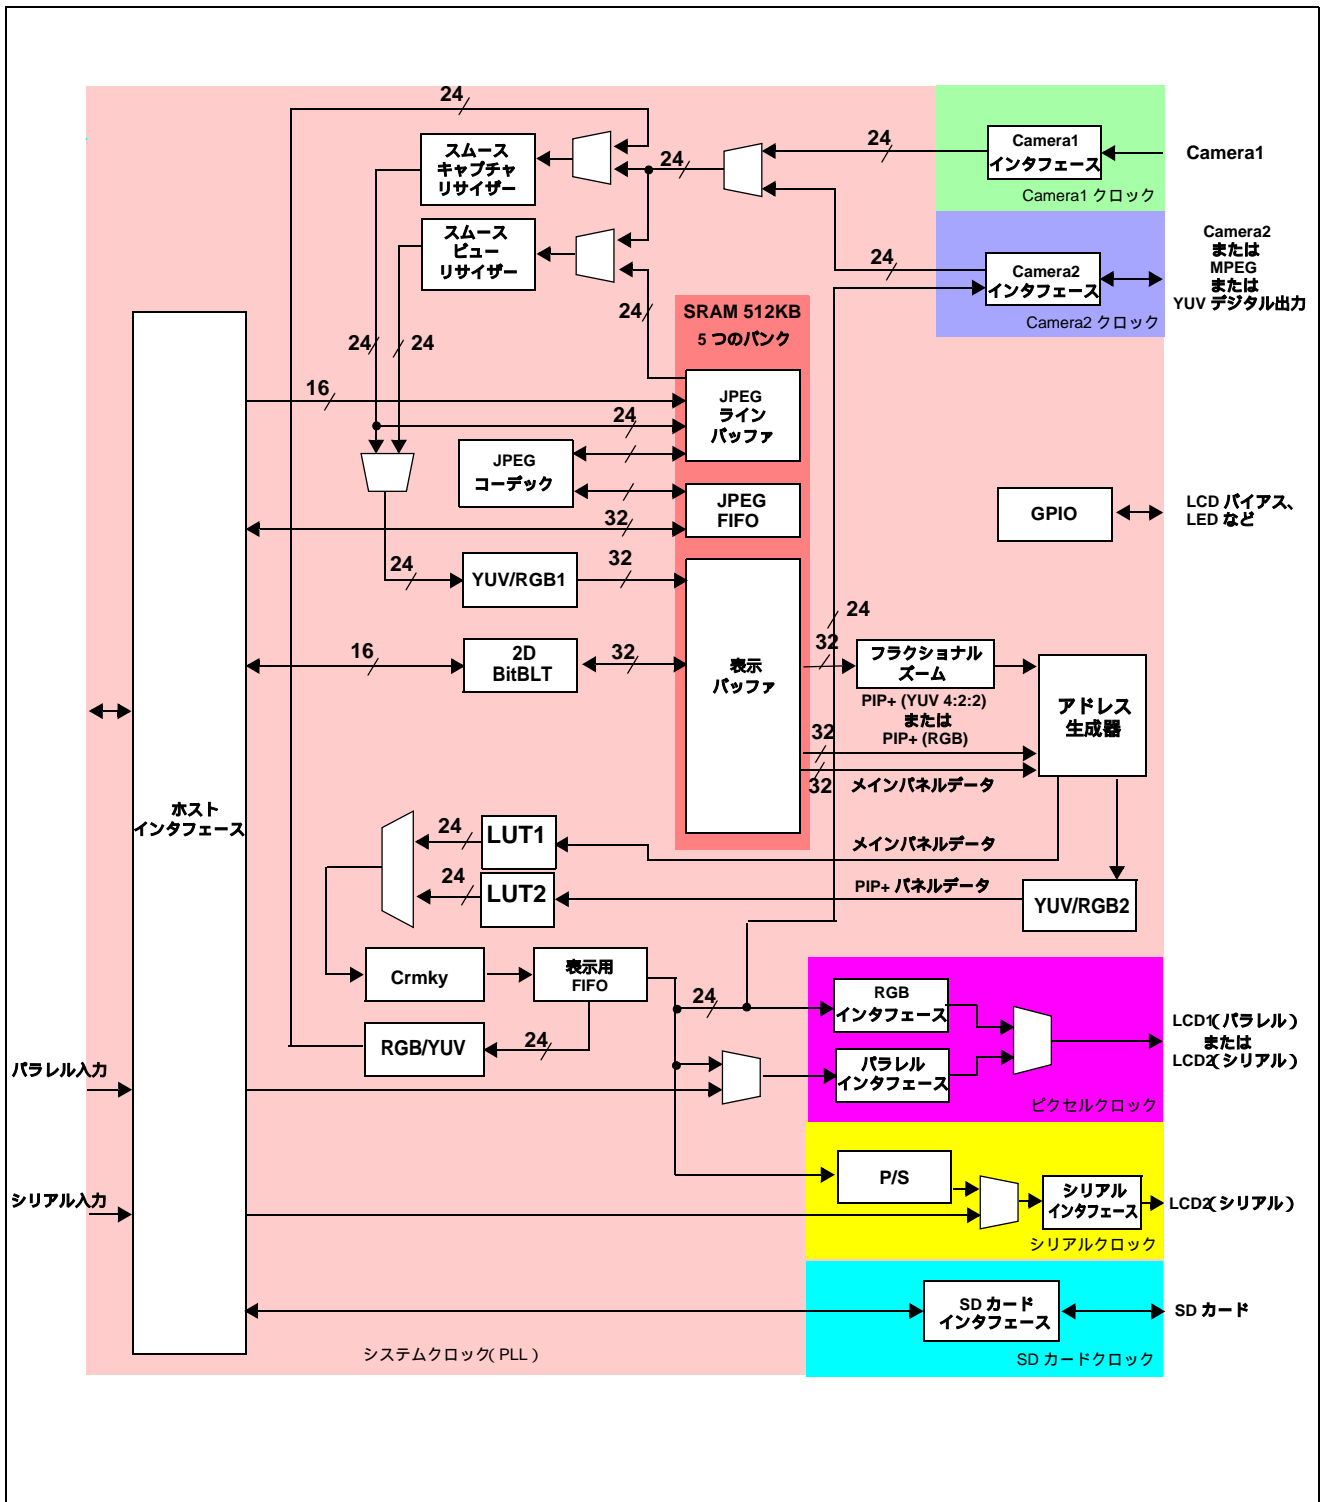 24
スムース
キャプチャ
リサイザー
24
24
Camera1
インタフェース
Camera1 クロック
Camera1
スムース
ビュー
リサイザー
24
Camera2
インタフェース
Camera2 クロック
Camera2
または
MPEG
または
YUV デジタル出力
24
SRAM 512KB
5 つのバンク
24
24
16
24
JPEG
ライン
バッファ
JPEG
コーデック
JPEG
FIFO
32
GPIO
LCD バイアス、
LED など
24
YUV/RGB1
32
24
16
2D
BitBLT
32
表示
バッファ
32
フラクショナル
ズーム
PIP+ (YUV 4:2:2)
または
PIP+ (RGB)
32
32
メインパネルデータ
アドレス
生成器
ホスト
インタフェース
24
LUT1
メインパネルデータ
24
LUT2
PIP+ パネルデータ
YUV/RGB2
Crmky
表示用
FIFO
24
RGB
インタフェース
RGB/YUV
24
パラレル
インタフェース
ピクセルクロック
LCD1(パラレル)
または
LCD2(シリアル)
パラレル入力
P/S
シリアル
インタフェース
シリアルクロック
LCD2(シリアル)
シリアル入力
SD カード
インタフェース
SD カードクロック
SD カード
システムクロック( PLL )